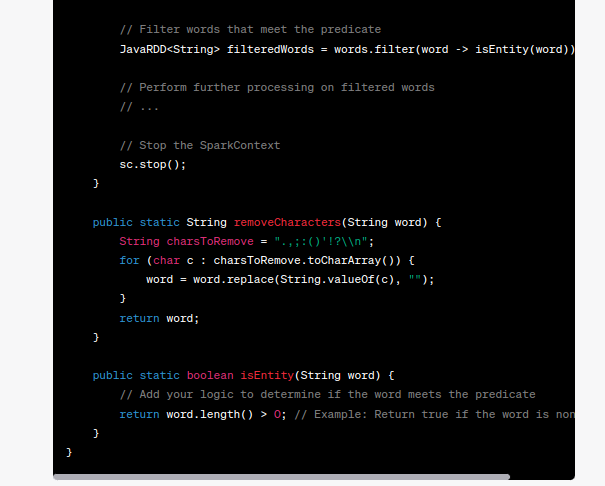 // Filter words that meet the predicate
JavaRDD<String> filteredWords = words.filter(word -> isEntity(word))
// Perform further processing on filtered words
// ...
// Stop the SparkContext
sc.stop();
}
public static String removeCharacters(String word) {
String charsToRemove = ".,;:()'!?\\n";
for (char c : charsToRemove.toCharArray()) {
word = word.replace(String.valueOf(c), "");
}
return word;
}
public static boolean isEntity(String word) {
// Add your logic to determine if the word meets the predicate
return word.length() > 0; // Example: Return true if the word is non
}
}